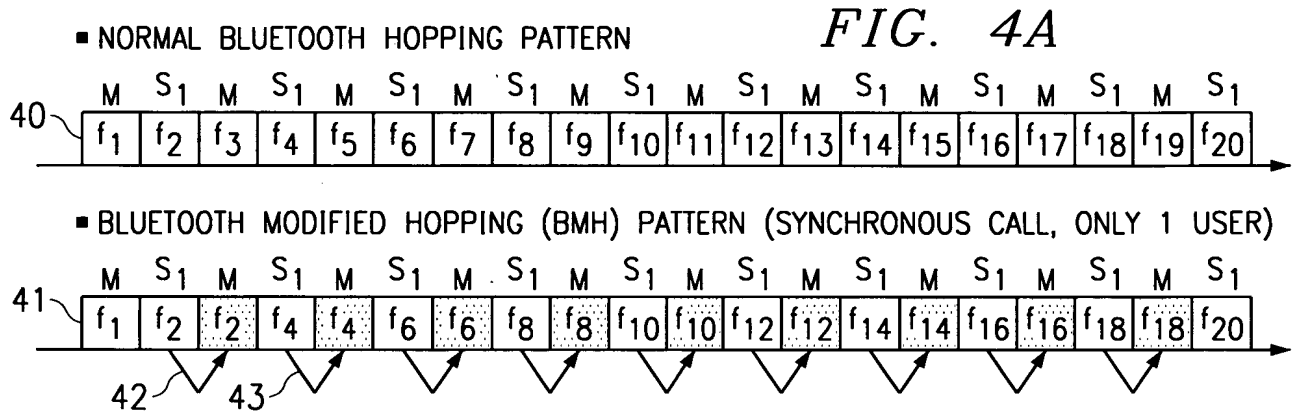 FIG. 4A
▪ NORMAL BLUETOOTH HOPPING PATTERN
M S1 M S1 M S1 M S1 M S1 M S1 M S1 M S1 M S1 M S1
40 f1 f2 f3 f4 f5 f6 f7 f8 f9 f10 f11 f12 f13 f14 f15 f16 f17 f18 f19 f20
▪ BLUETOOTH MODIFIED HOPPING (BMH) PATTERN (SYNCHRONOUS CALL, ONLY 1 USER)
M S1 M S1 M S1 M S1 M S1 M S1 M S1 M S1 M S1 M S1
41 f1 f2 f2 f4 f4 f6 f6 f8 f8 f10 f10 f12 f12 f14 f14 f16 f16 f18 f18 f20
42 43